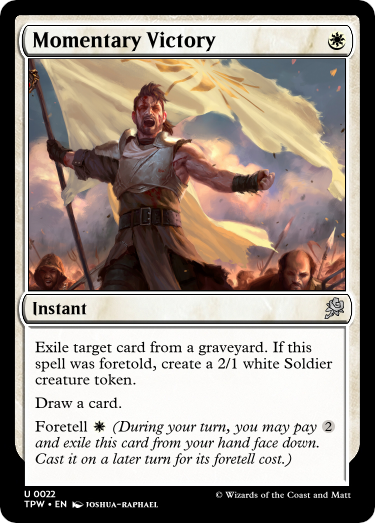 Momentary Victory
Instant
Exile target card from a graveyard. If this
spell was foretold, create a 2/1 white Soldier
creature token.
Draw a card.
Foretell (During your turn, you may pay 2
and exile this card from your hand face down.
Cast it on a later turn for its foretell cost.)
U 0022
TPW • EN JOSHUA-RAPHAEL
© Wizards of the Coast and Matt